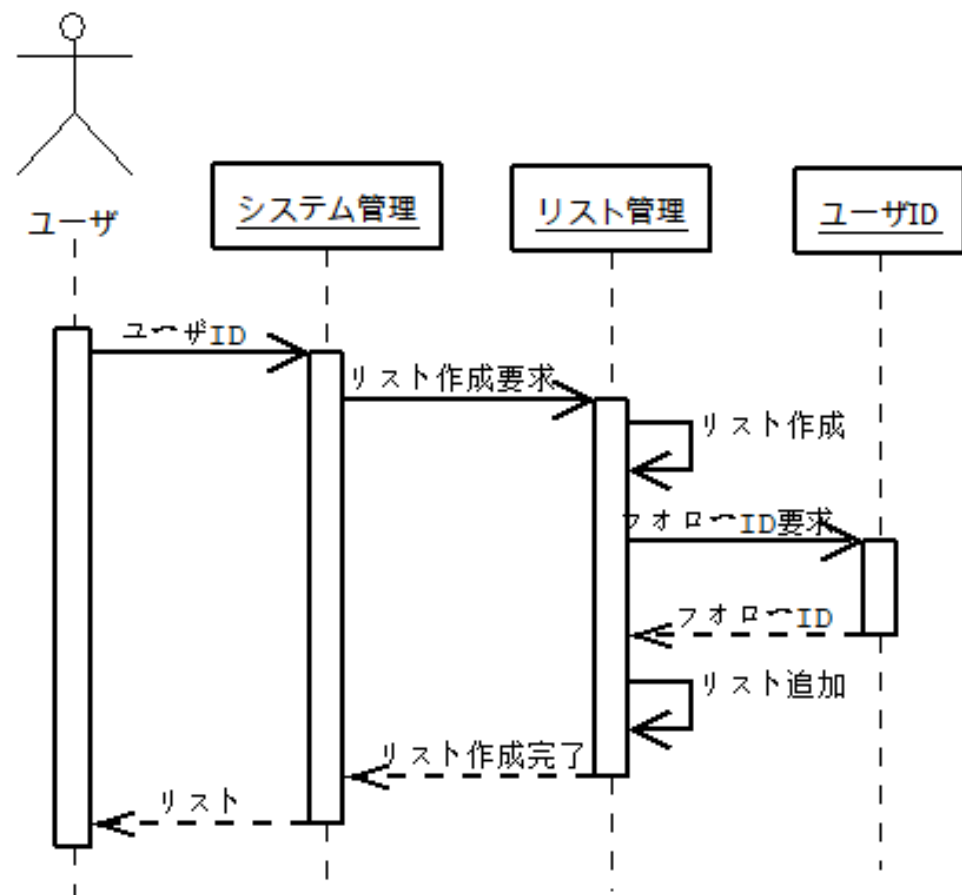 ユーザ
システム管理
リスト管理
ユーザID
ユーザID
リスト作成要求
リスト作成
フォローID要求
フォローID
リスト追加
リスト作成完了
リスト